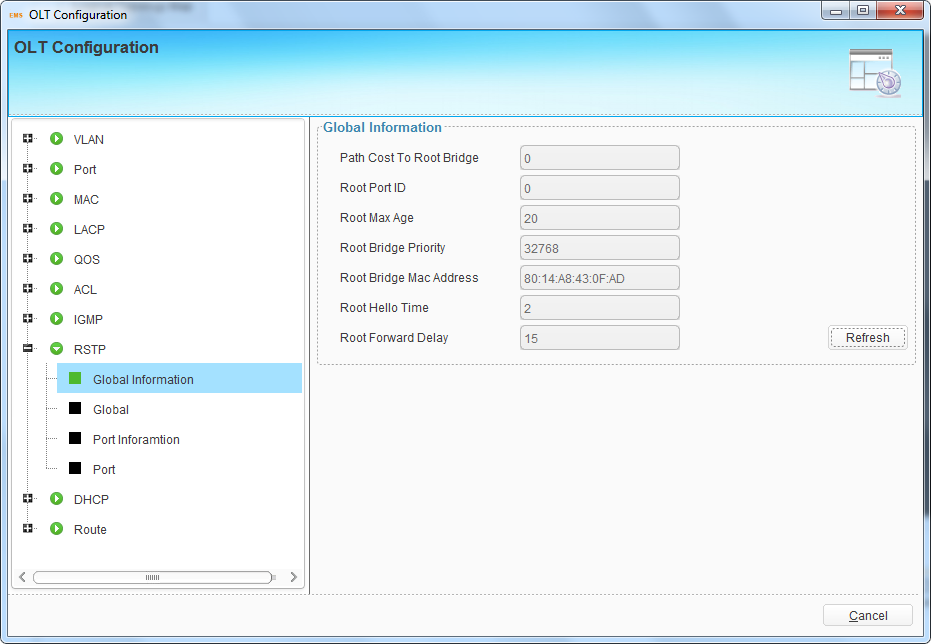 EMS OLT Configuration
OLT Configuration
VLAN
Port
MAC
LACP
QOS
ACL
IGMP
RSTP
Global Information
Global
Port Inforamtion
Port
DHCP
Route
Global Information
Path Cost To Root Bridge 0
Root Port ID 0
Root Max Age 20
Root Bridge Priority 32768
Root Bridge Mac Address 80:14:A8:43:0F:AD
Root Hello Time 2
Root Forward Delay 15
Refresh
Cancel